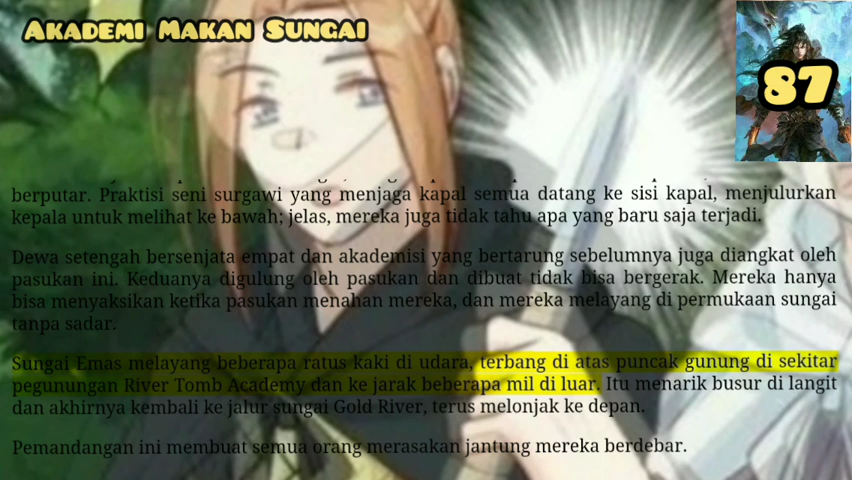 Akademi Makan Sungai
87
berputar. Praktisi seni surgawi yang menjaga kapal semua datang ke sisi kapal, menjulurkan
kepala untuk melihat ke bawah; jelas, mereka juga tidak tahu apa yang baru saja terjadi.
Dewa setengah bersenjata empat dan akademisi yang bertarung sebelumnya juga diangkat oleh
pasukan ini. Keduanya digulung oleh pasukan dan dibuat tidak bisa bergerak. Mereka hanya
bisa menyaksikan ketika pasukan menahan mereka, dan mereka melayang di permukaan sungai
tanpa sadar.
Sungai Emas melayang beberapa ratus kaki di udara, terbang di atas puncak gunung di sekitar
pegunungan River Tomb Academy dan ke jarak beberapa mil di luar. Itu menarik busur di langit
dan akhirnya kembali ke jalur sungai Gold River, terus melonjak ke depan.
Pemandangan ini membuat semua orang merasakan jantung mereka berdebar.